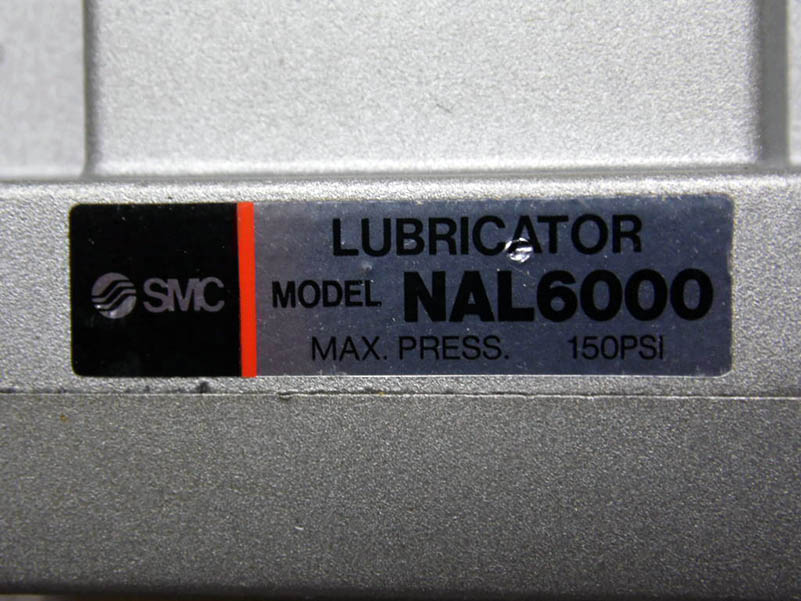 SMC
LUBRICATOR
MODEL NAL6000
MAX. PRESS. 150PSI